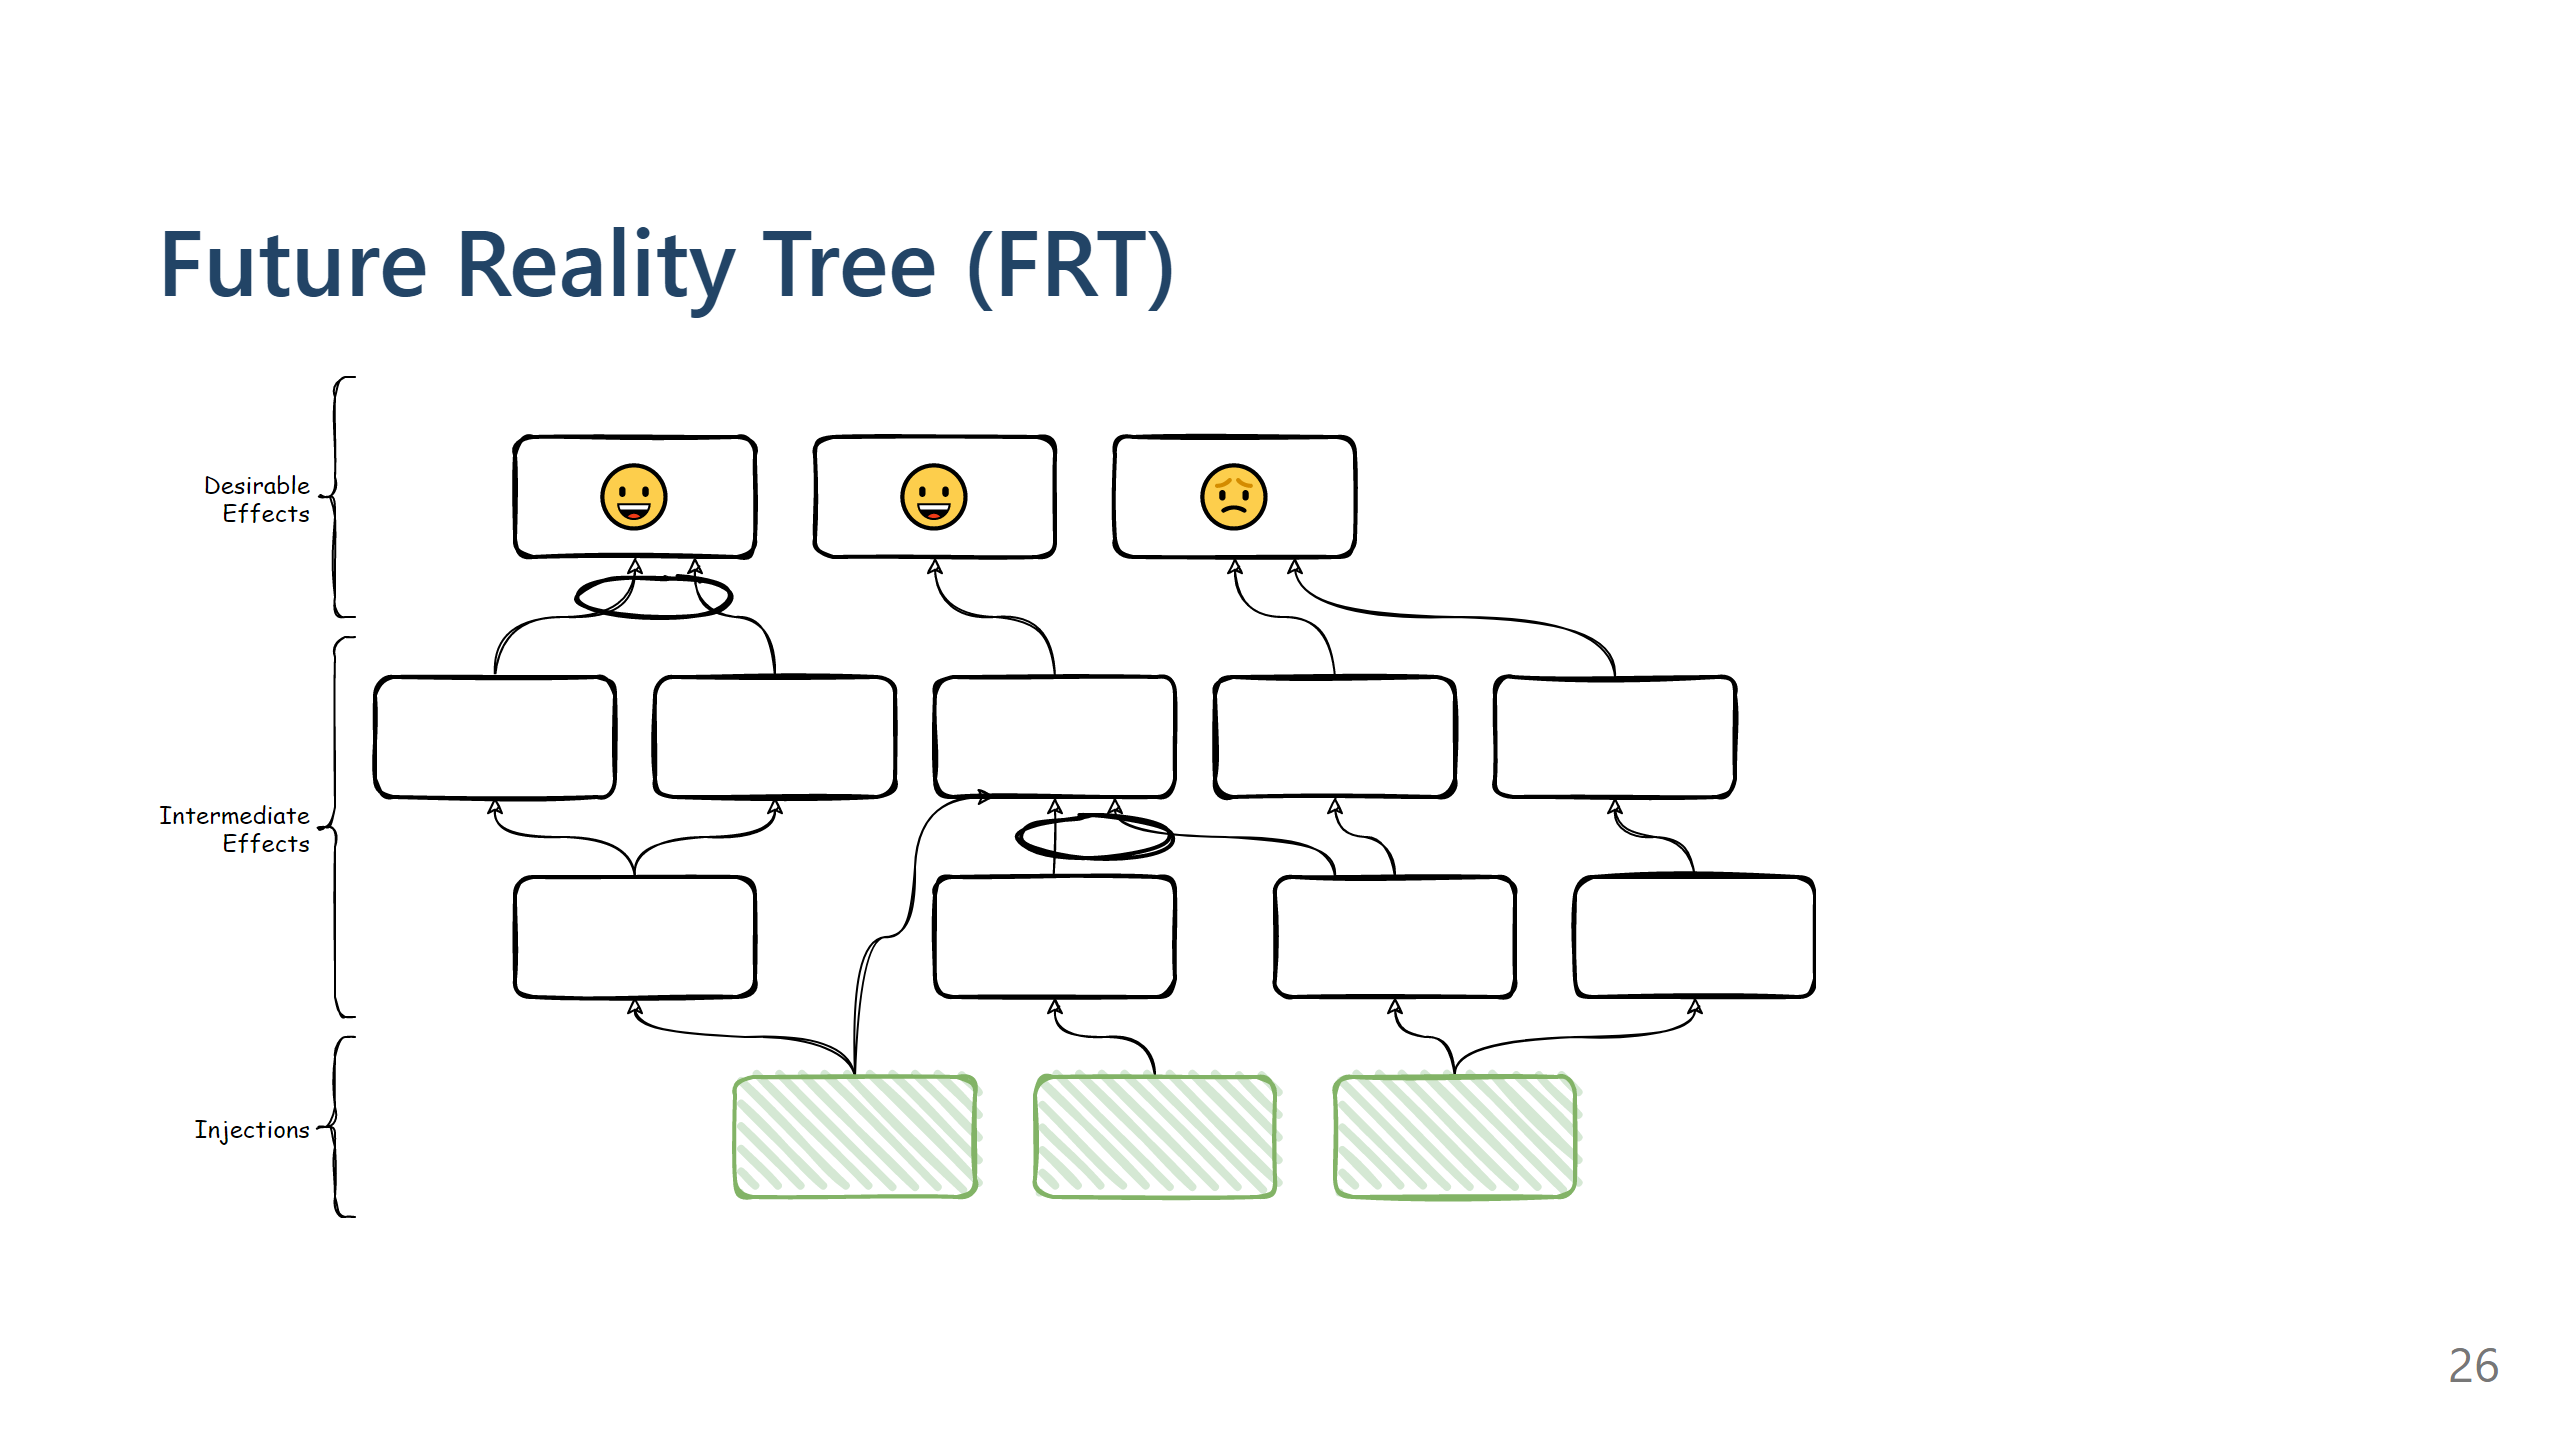 Future Reality Tree (FRT)
Desirable
Effects
Intermediate
Effects
Injections
26